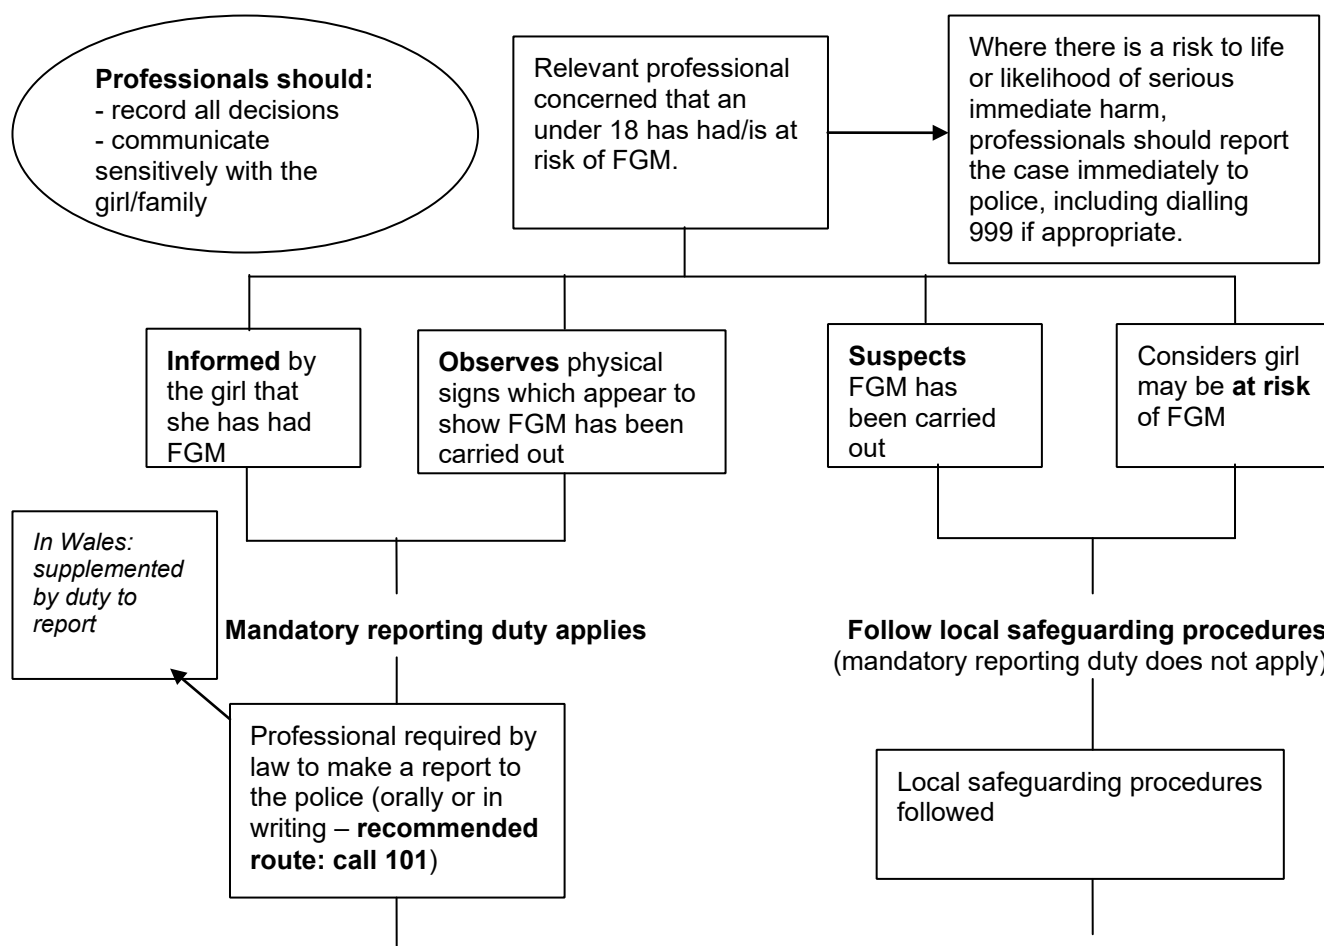 Professionals should:
- record all decisions
- communicate
sensitively with the
girl/family
Relevant professional
concerned that an
under 18 has had/is at
risk of FGM.
Where there is a risk to life
or likelihood of serious
immediate harm,
professionals should report
the case immediately to
police, including dialling
999 if appropriate.
Informed by
the girl that
she has had
FGM
Observes physical
signs which appear to
show FGM has been
carried out
Suspects
FGM has
been carried
out
Considers girl
may be at risk
of FGM
In Wales:
supplemented
by duty to
report
Mandatory reporting duty applies
Follow local safeguarding procedures
(mandatory reporting duty does not apply)
Professional required by
law to make a report to
the police (orally or in
writing – recommended
route: call 101)
Local safeguarding procedures
followed